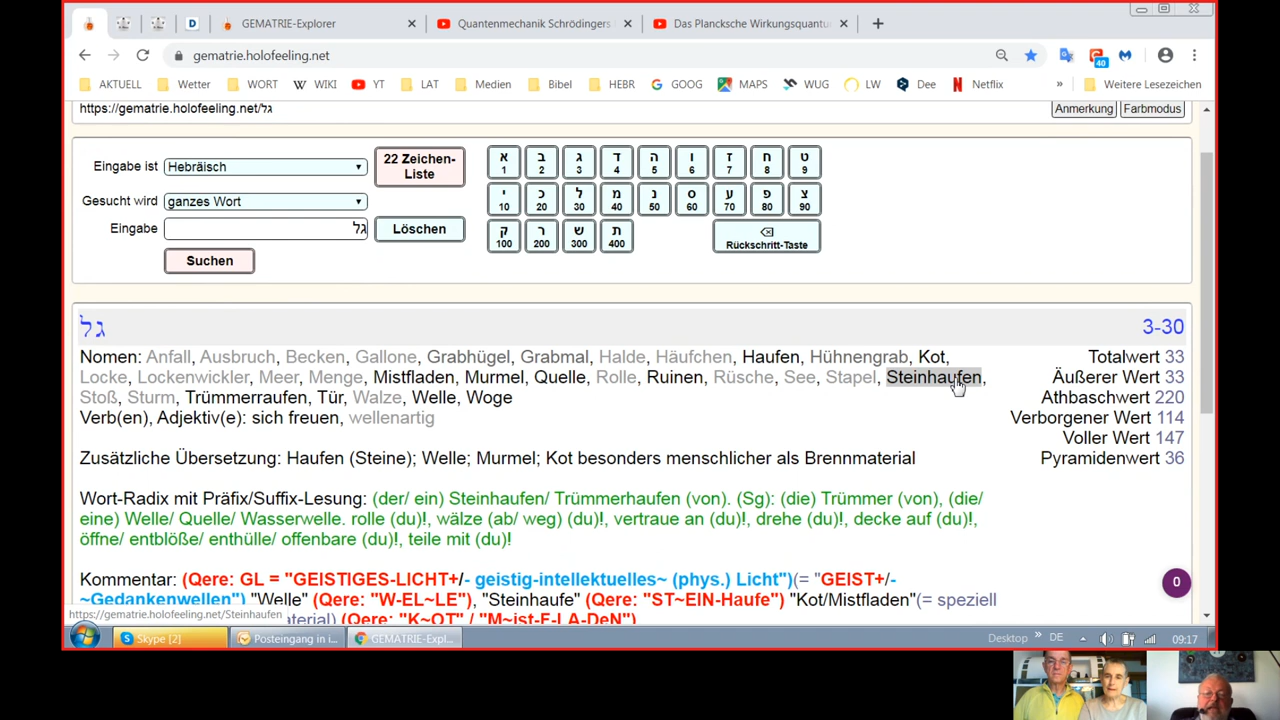 GEMATRIE-Explorer
Quantenmechanik Schrödingers
Das Plancksche Wirkungsquantu
gematrie.holofeeling.net
40
AKTUELL Wetter WORT WIKI YT LAT Medien Bibel HEBR GOOG MAPS WUG LW Dee Netflix » Weitere Lesezeichen
https://gematrie.holofeeling.net/גל
Anmerkung Farbmodus
Eingabe ist Hebräisch
22 Zeichen-Liste
Gesucht wird ganzes Wort
Eingabe גל
Löschen
Suchen
א 1 ב 2 ג 3 ד 4 ה 5 ו 6 ז 7 ח 8 ט 9
י 10 כ 20 ל 30 מ 40 נ 50 ס 60 ע 70 פ 80 צ 90
ק 100 ר 200 ש 300 ת 400 Rückschritt-Taste
גל 3-30
Nomen: Anfall, Ausbruch, Becken, Gallone, Grabhügel, Grabmal, Halde, Häufchen, Haufen, Hühnengrab, Kot, Totalwert 33
Locke, Lockenwickler, Meer, Menge, Mistfladen, Murmel, Quelle, Rolle, Ruinen, Rüsche, See, Stapel, Steinhaufen, Äußerer Wert 33
Stoß, Sturm, Trümmerraufen, Tür, Walze, Welle, Woge Athbaschwert 220
Verb(en), Adjektiv(e): sich freuen, wellenartig Verborgener Wert 114
Voller Wert 147
Zusätzliche Übersetzung: Haufen (Steine); Welle; Murmel; Kot besonders menschlicher als Brennmaterial Pyramidenwert 36
Wort-Radix mit Präfix/Suffix-Lesung: (der/ ein) Steinhaufen/ Trümmerhaufen (von). (Sg): (die) Trümmer (von), (die/
eine) Welle/ Quelle/ Wasserwelle. rolle (du)!, wälze (ab/ weg) (du)!, vertraue an (du)!, drehe (du)!, decke auf (du)!,
öffne/ entblöße/ enthülle/ offenbare (du)!, teile mit (du)!
Kommentar: (Qere: GL = "GEISTIGES-LICHT+/- geistig-intellektuelles~ (phys.) Licht")(= "GEIST+/-
~Gedankenwellen") "Welle" (Qere: "W-EL~LE"), "Steinhaufe" (Qere: "ST~EIN-Haufe") "Kot/Mistfladen"(= speziell
https://gematrie.holofeeling.net/Steinhaufen
aterial) (Qere: "K~OT" / "M~ist-F-LA-DeN")
0
Skype [2] Posteingang in i... GEMATRIE-Expl... Desktop » DE 09:17